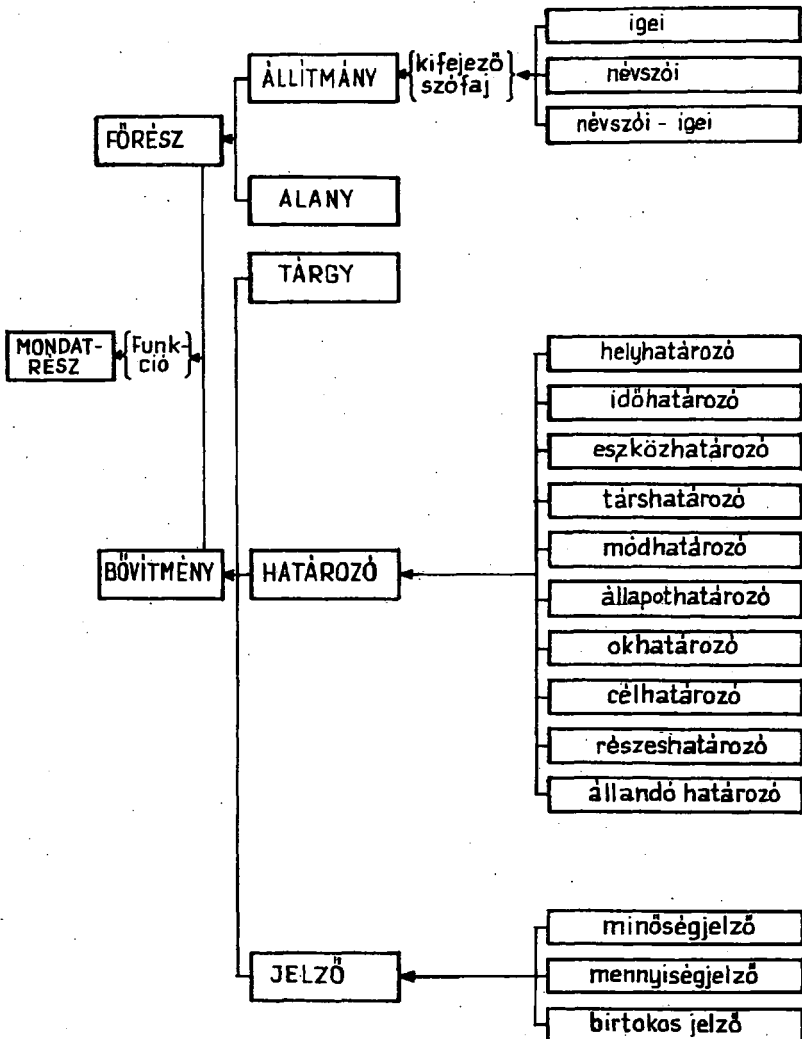 igei
ÁLLÍTMÁNY
kifejező
szófaj
névszói
névszói - igei
FŐRÉSZ
ALANY
TÁRGY
MONDAT-
RÉSZ
Funk-
ció
helyhatározó
időhatározó
eszközhatározó
társhatározó
módhatározó
BŐVÍTMÉNY
HATÁROZÓ
állapothatározó
okhatározó
célhatározó
részeshatározó
állandó határozó
minőségjelző
JELZŐ
mennyiségjelző
birtokos jelző